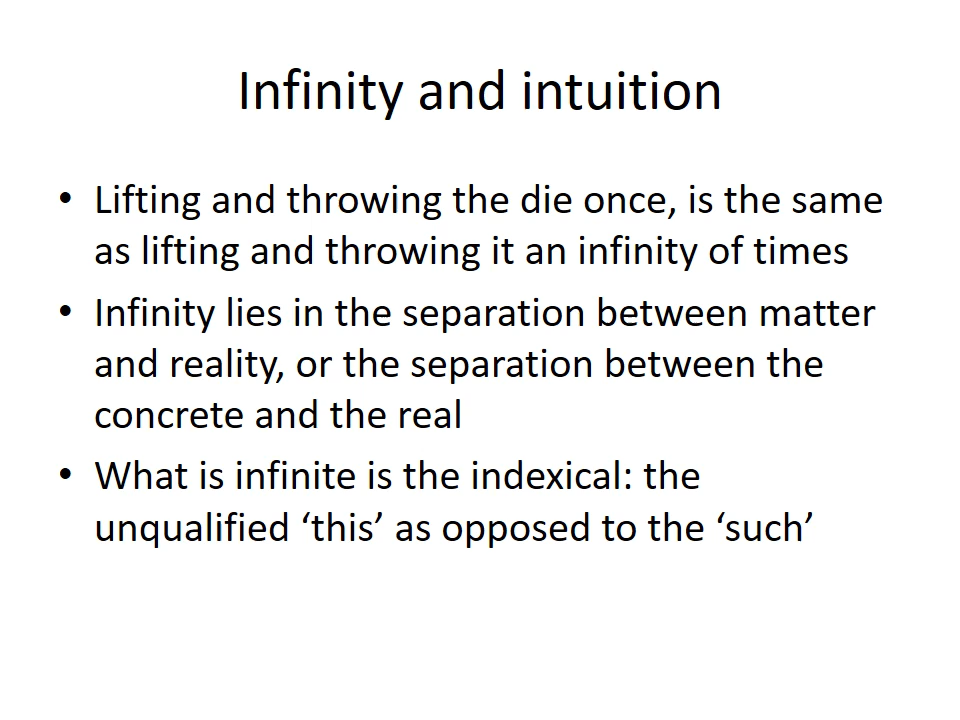 Infinity and intuition
• Lifting and throwing the die once, is the same
as lifting and throwing it an infinity of times
• Infinity lies in the separation between matter
and reality, or the separation between the
concrete and the real
• What is infinite is the indexical: the
unqualified ‘this’ as opposed to the ‘such’